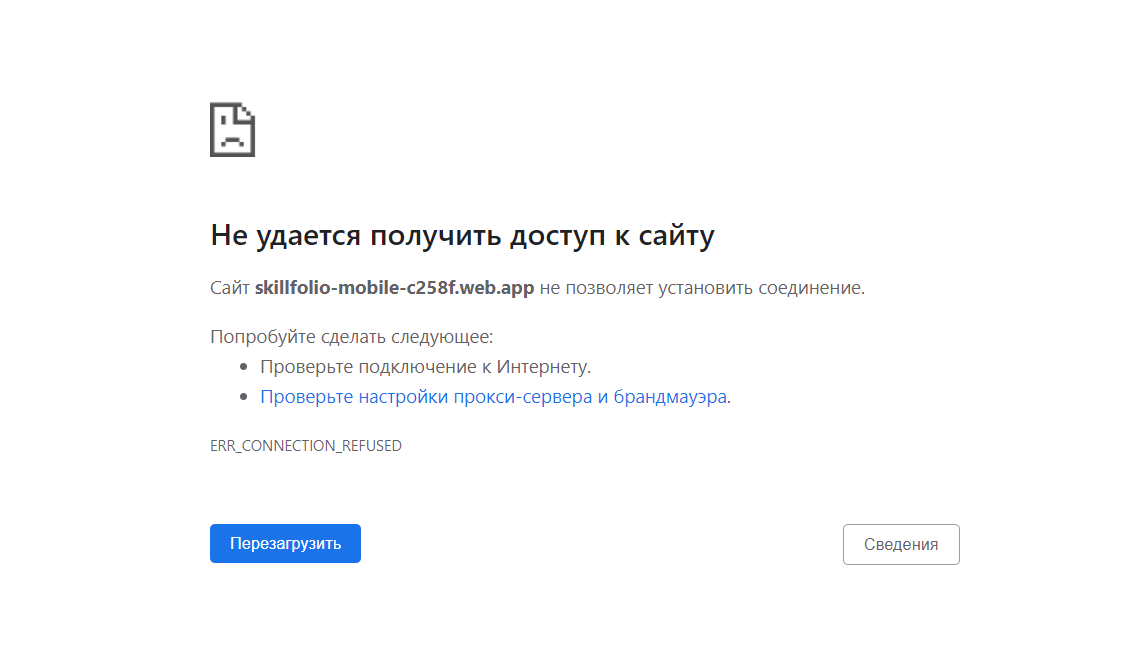 Не удается получить доступ к сайту
Сайт skillfolio-mobile-c258f.web.app не позволяет установить соединение.
Попробуйте сделать следующее:
Проверьте подключение к Интернету.
Проверьте настройки прокси-сервера и брандмауэра.
ERR_CONNECTION_REFUSED
Перезагрузить
Сведения